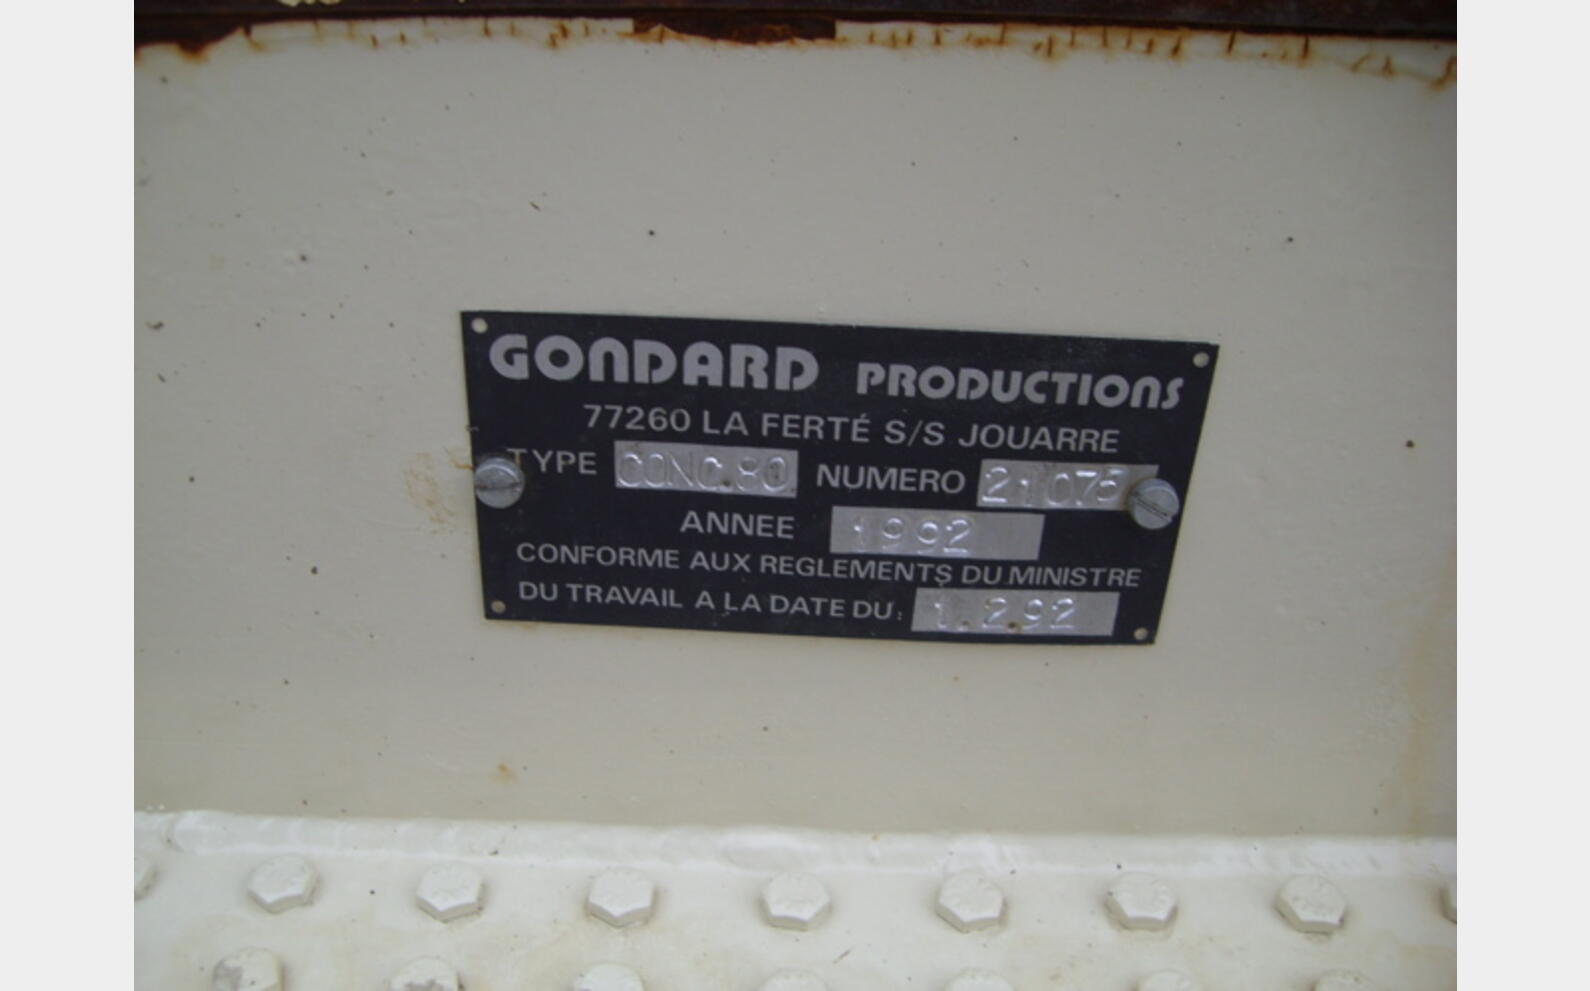 GONDARD PRODUCTIONS
77260 LA FERTÉ S/S JOUARRE
TYPE CONC.80 NUMERO 21075
ANNEE 1992
CONFORME AUX REGLEMENTS DU MINISTRE
DU TRAVAIL A LA DATE DU: 1.2.92